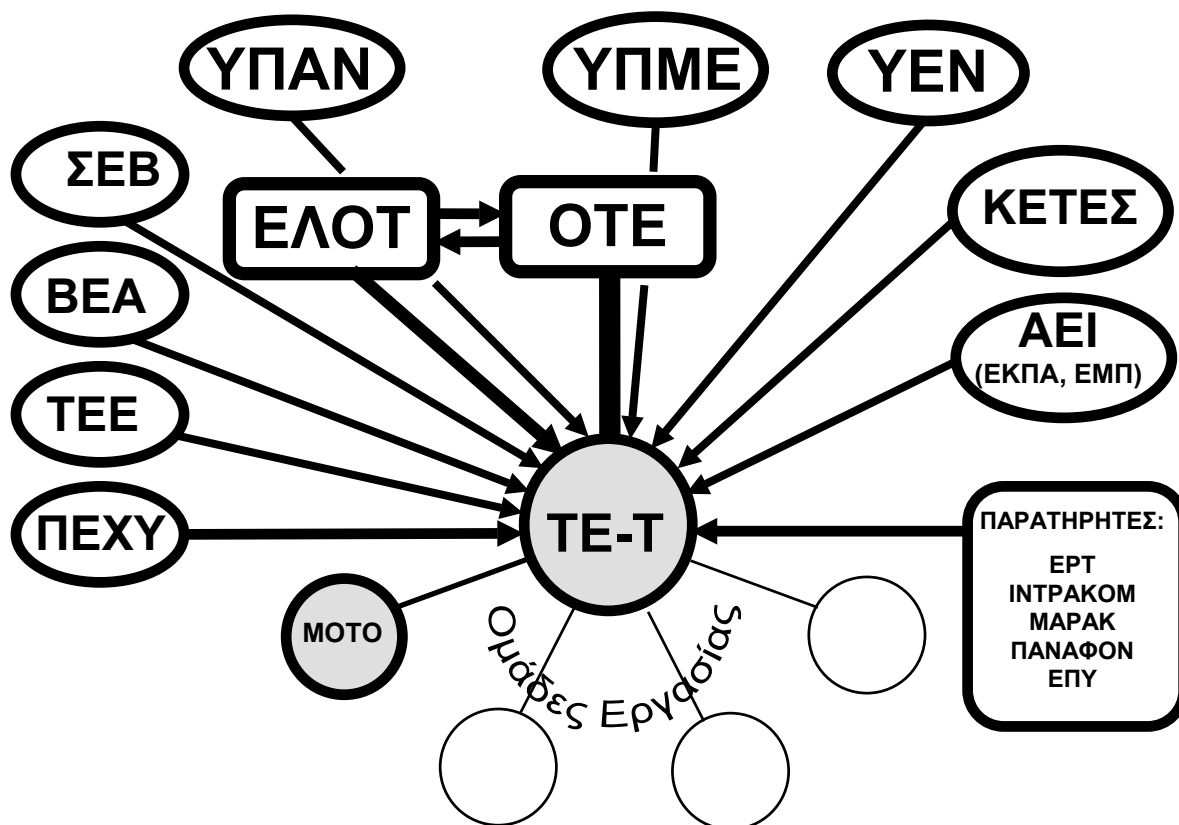 ΥΠΑΝ
ΥΠΜΕ
ΥΕΝ
ΣΕΒ
ΕΛΟΤ
ΟΤΕ
ΚΕΤΕΣ
ΒΕΑ
ΑΕΙ
(ΕΚΠΑ, ΕΜΠ)
ΤΕΕ
ΠΕΧΥ
ΤΕ-Τ
ΠΑΡΑΤΗΡΗΤΕΣ:
ΕΡΤ
ΙΝΤΡΑΚΟΜ
ΜΑΡΑΚ
ΠΑΝΑΦΟΝ
ΕΠΥ
ΜΟΤΟ
Ομάδες Εργασίας